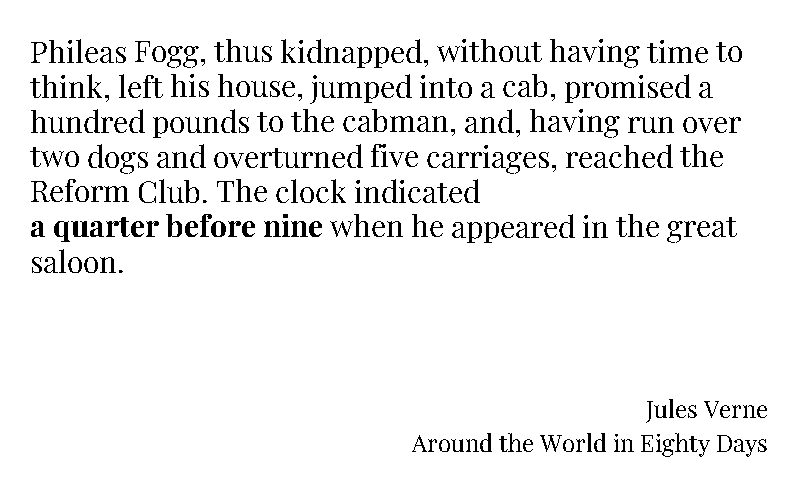 Phileas Fogg, thus kidnapped, without having time to
think, left his house, jumped into a cab, promised a
hundred pounds to the cabman, and, having run over
two dogs and overturned five carriages, reached the
Reform Club. The clock indicated
a quarter before nine when he appeared in the great
saloon.
Jules Verne
Around the World in Eighty Days